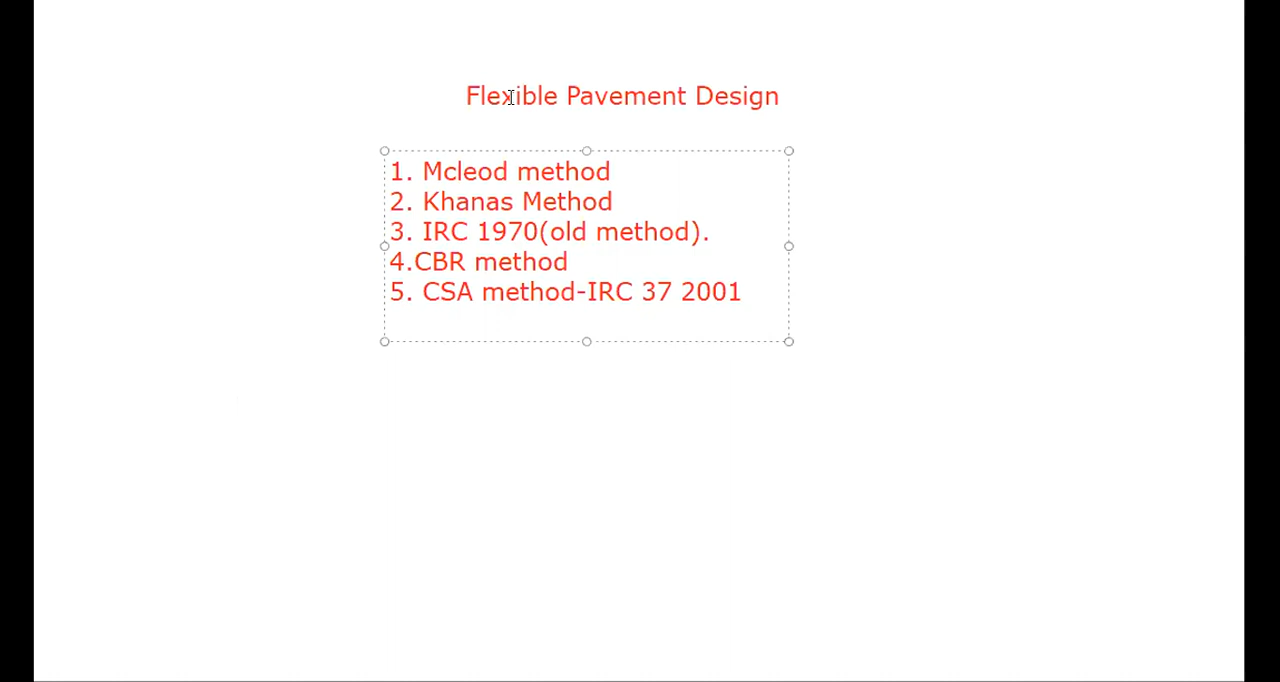 Flexible Pavement Design
1. Mcleod method
2. Khanas Method
3. IRC 1970(old method).
4.CBR method
5. CSA method-IRC 37 2001